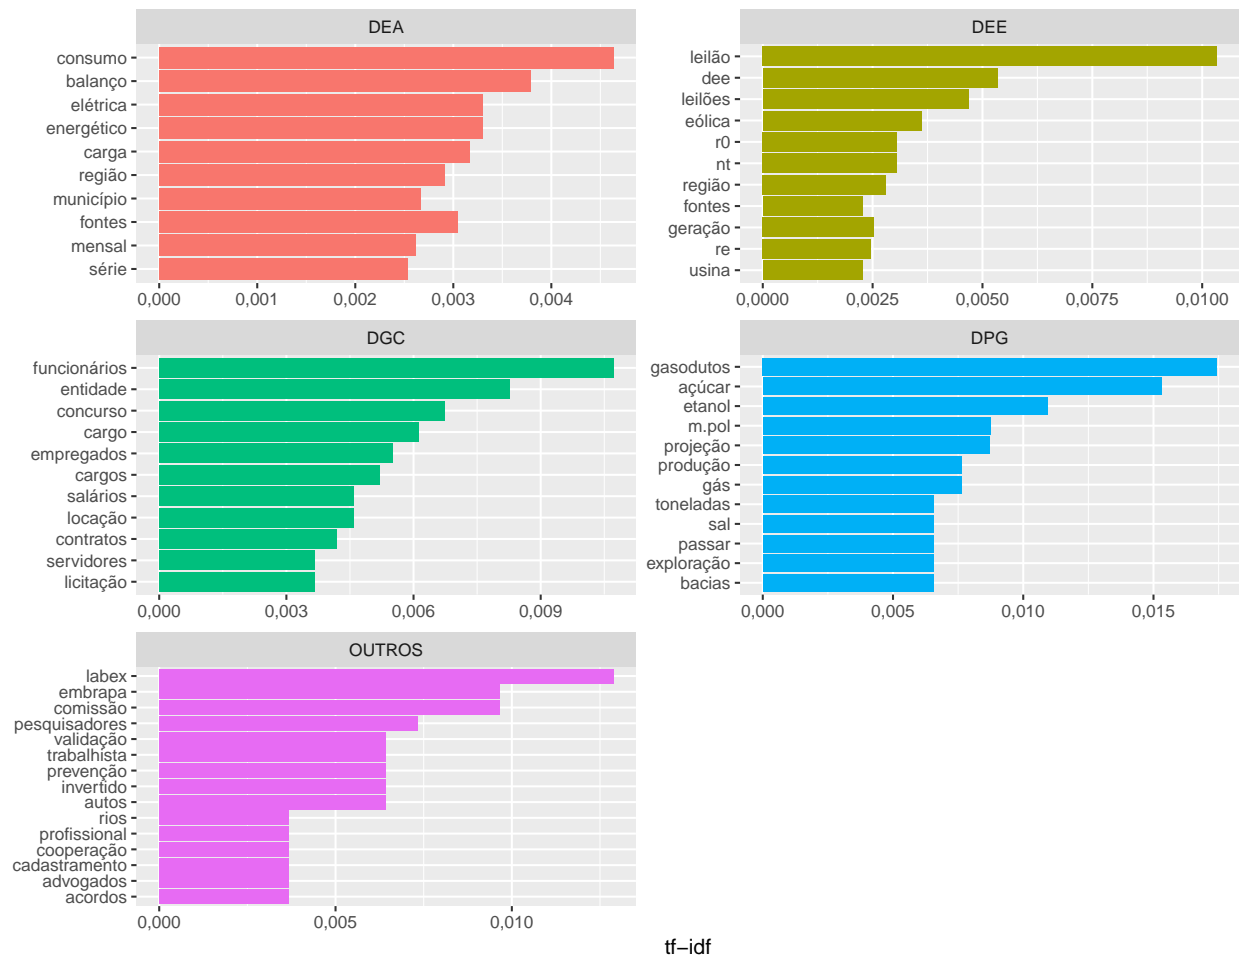 DEA
consumo
balanço
elétrica
energético
carga
região
município
fontes
mensal
série
0,000 0,001 0,002 0,003 0,004
DEE
leilão
dee
leilões
eólica
r0
nt
região
fontes
geração
re
usina
0,0000 0,0025 0,0050 0,0075 0,0100
DGC
funcionários
entidade
concurso
cargo
empregados
cargos
salários
locação
contratos
servidores
licitação
0,000 0,003 0,006 0,009
DPG
gasodutos
açúcar
etanol
m.pol
projeção
produção
gás
toneladas
sal
passar
exploração
bacias
0,000 0,005 0,010 0,015
OUTROS
labex
embrapa
comissão
pesquisadores
validação
trabalhista
prevenção
invertido
autos
rios
profissional
cooperação
cadastramento
advogados
acordos
0,000 0,005 0,010
tf−idf